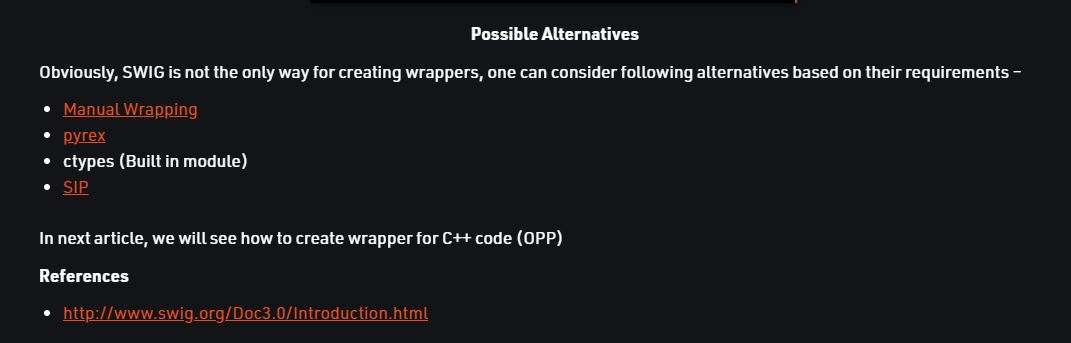 Possible Alternatives
Obviously, SWIG is not the only way for creating wrappers, one can consider following alternatives based on their requirements –
Manual Wrapping
pyrex
ctypes (Built in module)
SIP
In next article, we will see how to create wrapper for C++ code (OPP)
References
http://www.swig.org/Doc3.0/Introduction.html